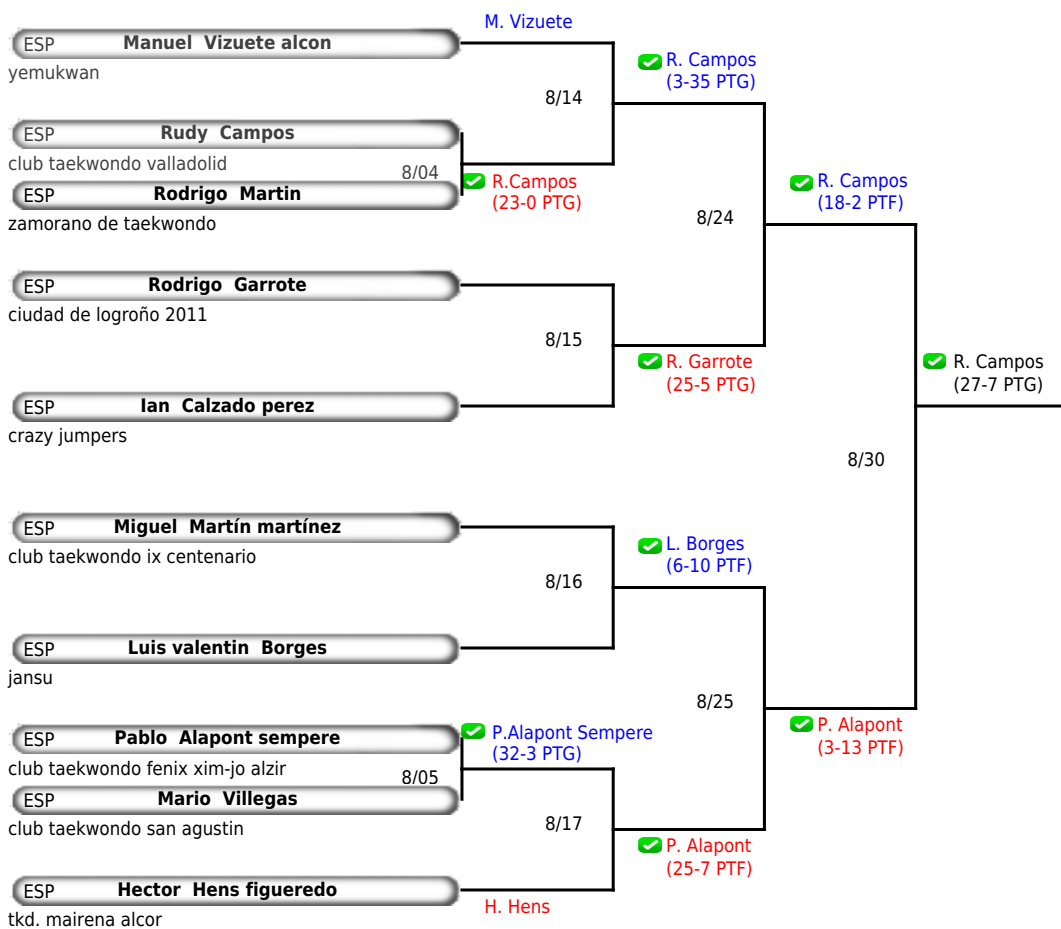 M. Vizuete
ESP Manuel Vizuete alcon
yemukwan
R. Campos
(3-35 PTG)
8/14
ESP Rudy Campos
club taekwondo valladolid
8/04
ESP Rodrigo Martin
zamorano de taekwondo
R.Campos
(23-0 PTG)
R. Campos
(18-2 PTF)
8/24
ESP Rodrigo Garrote
ciudad de logroño 2011
8/15
R. Garrote
(25-5 PTG)
R. Campos
(27-7 PTG)
ESP Ian Calzado perez
crazy jumpers
8/30
ESP Miguel Martín martínez
club taekwondo ix centenario
L. Borges
(6-10 PTF)
8/16
ESP Luis valentin Borges
jansu
8/25
P. Alapont
(3-13 PTF)
ESP Pablo Alapont sempere
club taekwondo fenix xim-jo alzir
P.Alapont Sempere
(32-3 PTG)
8/05
ESP Mario Villegas
club taekwondo san agustin
8/17
P. Alapont
(25-7 PTF)
ESP Hector Hens figueredo
tkd. mairena alcor
H. Hens